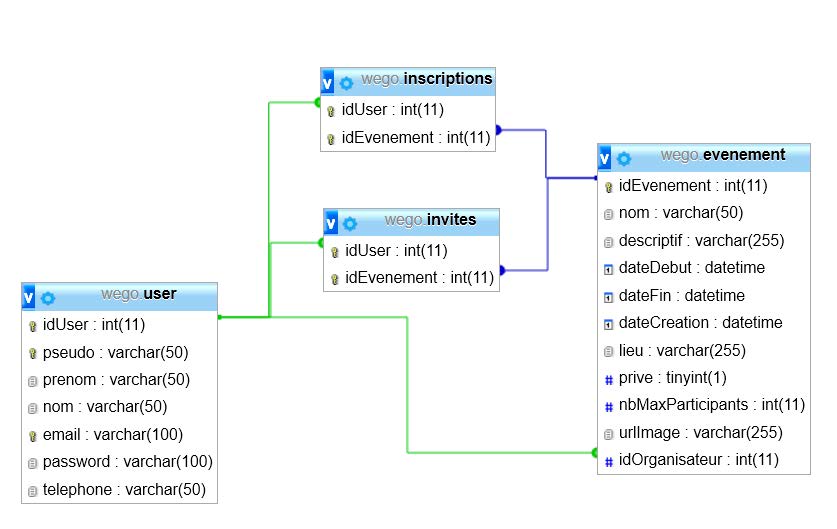 v wego.inscriptions
idUser : int(11)
idEvenement : int(11)
v wego.invites
idUser : int(11)
idEvenement : int(11)
v wego.evenement
idEvenement : int(11)
nom : varchar(50)
descriptif : varchar(255)
dateDebut : datetime
dateFin : datetime
dateCreation : datetime
lieu : varchar(255)
# prive : tinyint(1)
# nbMaxParticipants : int(11)
urlImage : varchar(255)
# idOrganisateur : int(11)
v wego.user
idUser : int(11)
pseudo : varchar(50)
prenom : varchar(50)
nom : varchar(50)
email : varchar(100)
password : varchar(100)
telephone : varchar(50)